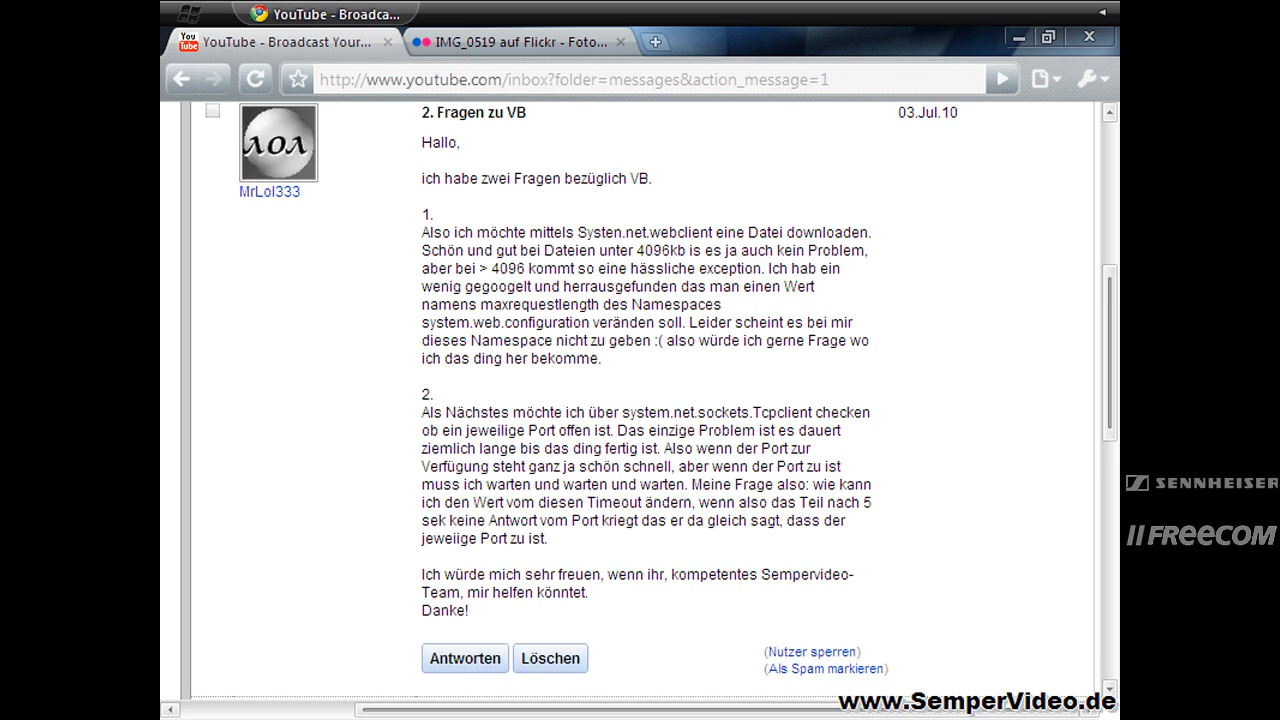 YouTube - Broadca...
YouTube - Broadcast Your...
IMG_0519 auf Flickr - Foto...
http://www.youtube.com/inbox?folder=messages&action_message=1
2. Fragen zu VB
03.Jul.10
ΛΟΛ
MrLol333
Hallo,
ich habe zwei Fragen bezüglich VB.
1.
Also ich möchte mittels Systen.net.webclient eine Datei downloaden.
Schön und gut bei Dateien unter 4096kb is es ja auch kein Problem,
aber bei > 4096 kommt so eine hässliche exception. Ich hab ein
wenig gegoogelt und herrausgefunden das man einen Wert
namens maxrequestlength des Namespaces
system.web.configuration veränden soll. Leider scheint es bei mir
dieses Namespace nicht zu geben :( also würde ich gerne Frage wo
ich das ding her bekomme.
2.
Als Nächstes möchte ich über system.net.sockets.Tcpclient checken
ob ein jeweilige Port offen ist. Das einzige Problem ist es dauert
ziemlich lange bis das ding fertig ist. Also wenn der Port zur
Verfügung steht ganz ja schön schnell, aber wenn der Port zu ist
muss ich warten und warten und warten. Meine Frage also: wie kann
ich den Wert vom diesen Timeout ändern, wenn also das Teil nach 5
sek keine Antwort vom Port kriegt das er da gleich sagt, dass der
jeweiige Port zu ist.
Ich würde mich sehr freuen, wenn ihr, kompetentes Sempervideo-
Team, mir helfen könntet.
Danke!
Antworten
Löschen
(Nutzer sperren)
(Als Spam markieren)
SENNHEISER
FREECOM
www.SemperVideo.de